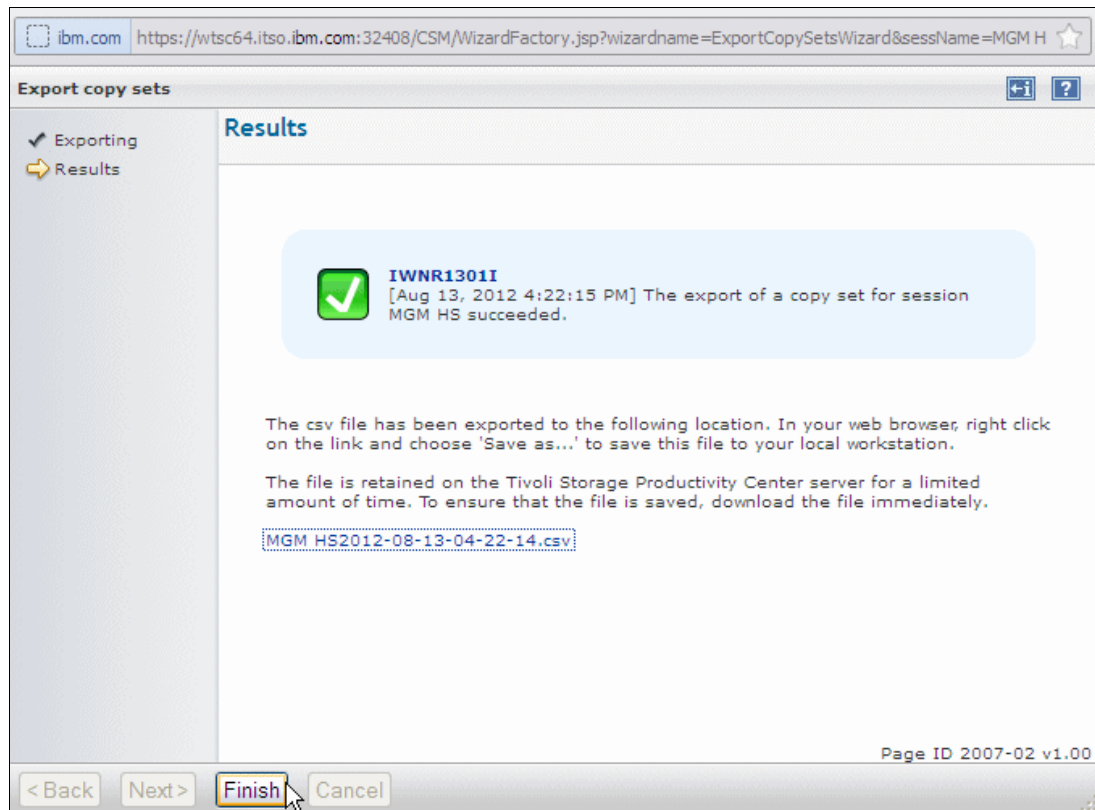 ibm.com https://wtsc64.itso.ibm.com:32408/CSM/WizardFactory.jsp?wizardname=ExportCopySetsWizard&sessName=MGM H
Export copy sets
Exporting
Results
Results
IWNR1301I
[Aug 13, 2012 4:22:15 PM] The export of a copy set for session
MGM HS succeeded.
The csv file has been exported to the following location. In your web browser, right click
on the link and choose 'Save as...' to save this file to your local workstation.
The file is retained on the Tivoli Storage Productivity Center server for a limited
amount of time. To ensure that the file is saved, download the file immediately.
MGM HS2012-08-13-04-22-14.csv
Page ID 2007-02 v1.00
< Back Next > Finish Cancel